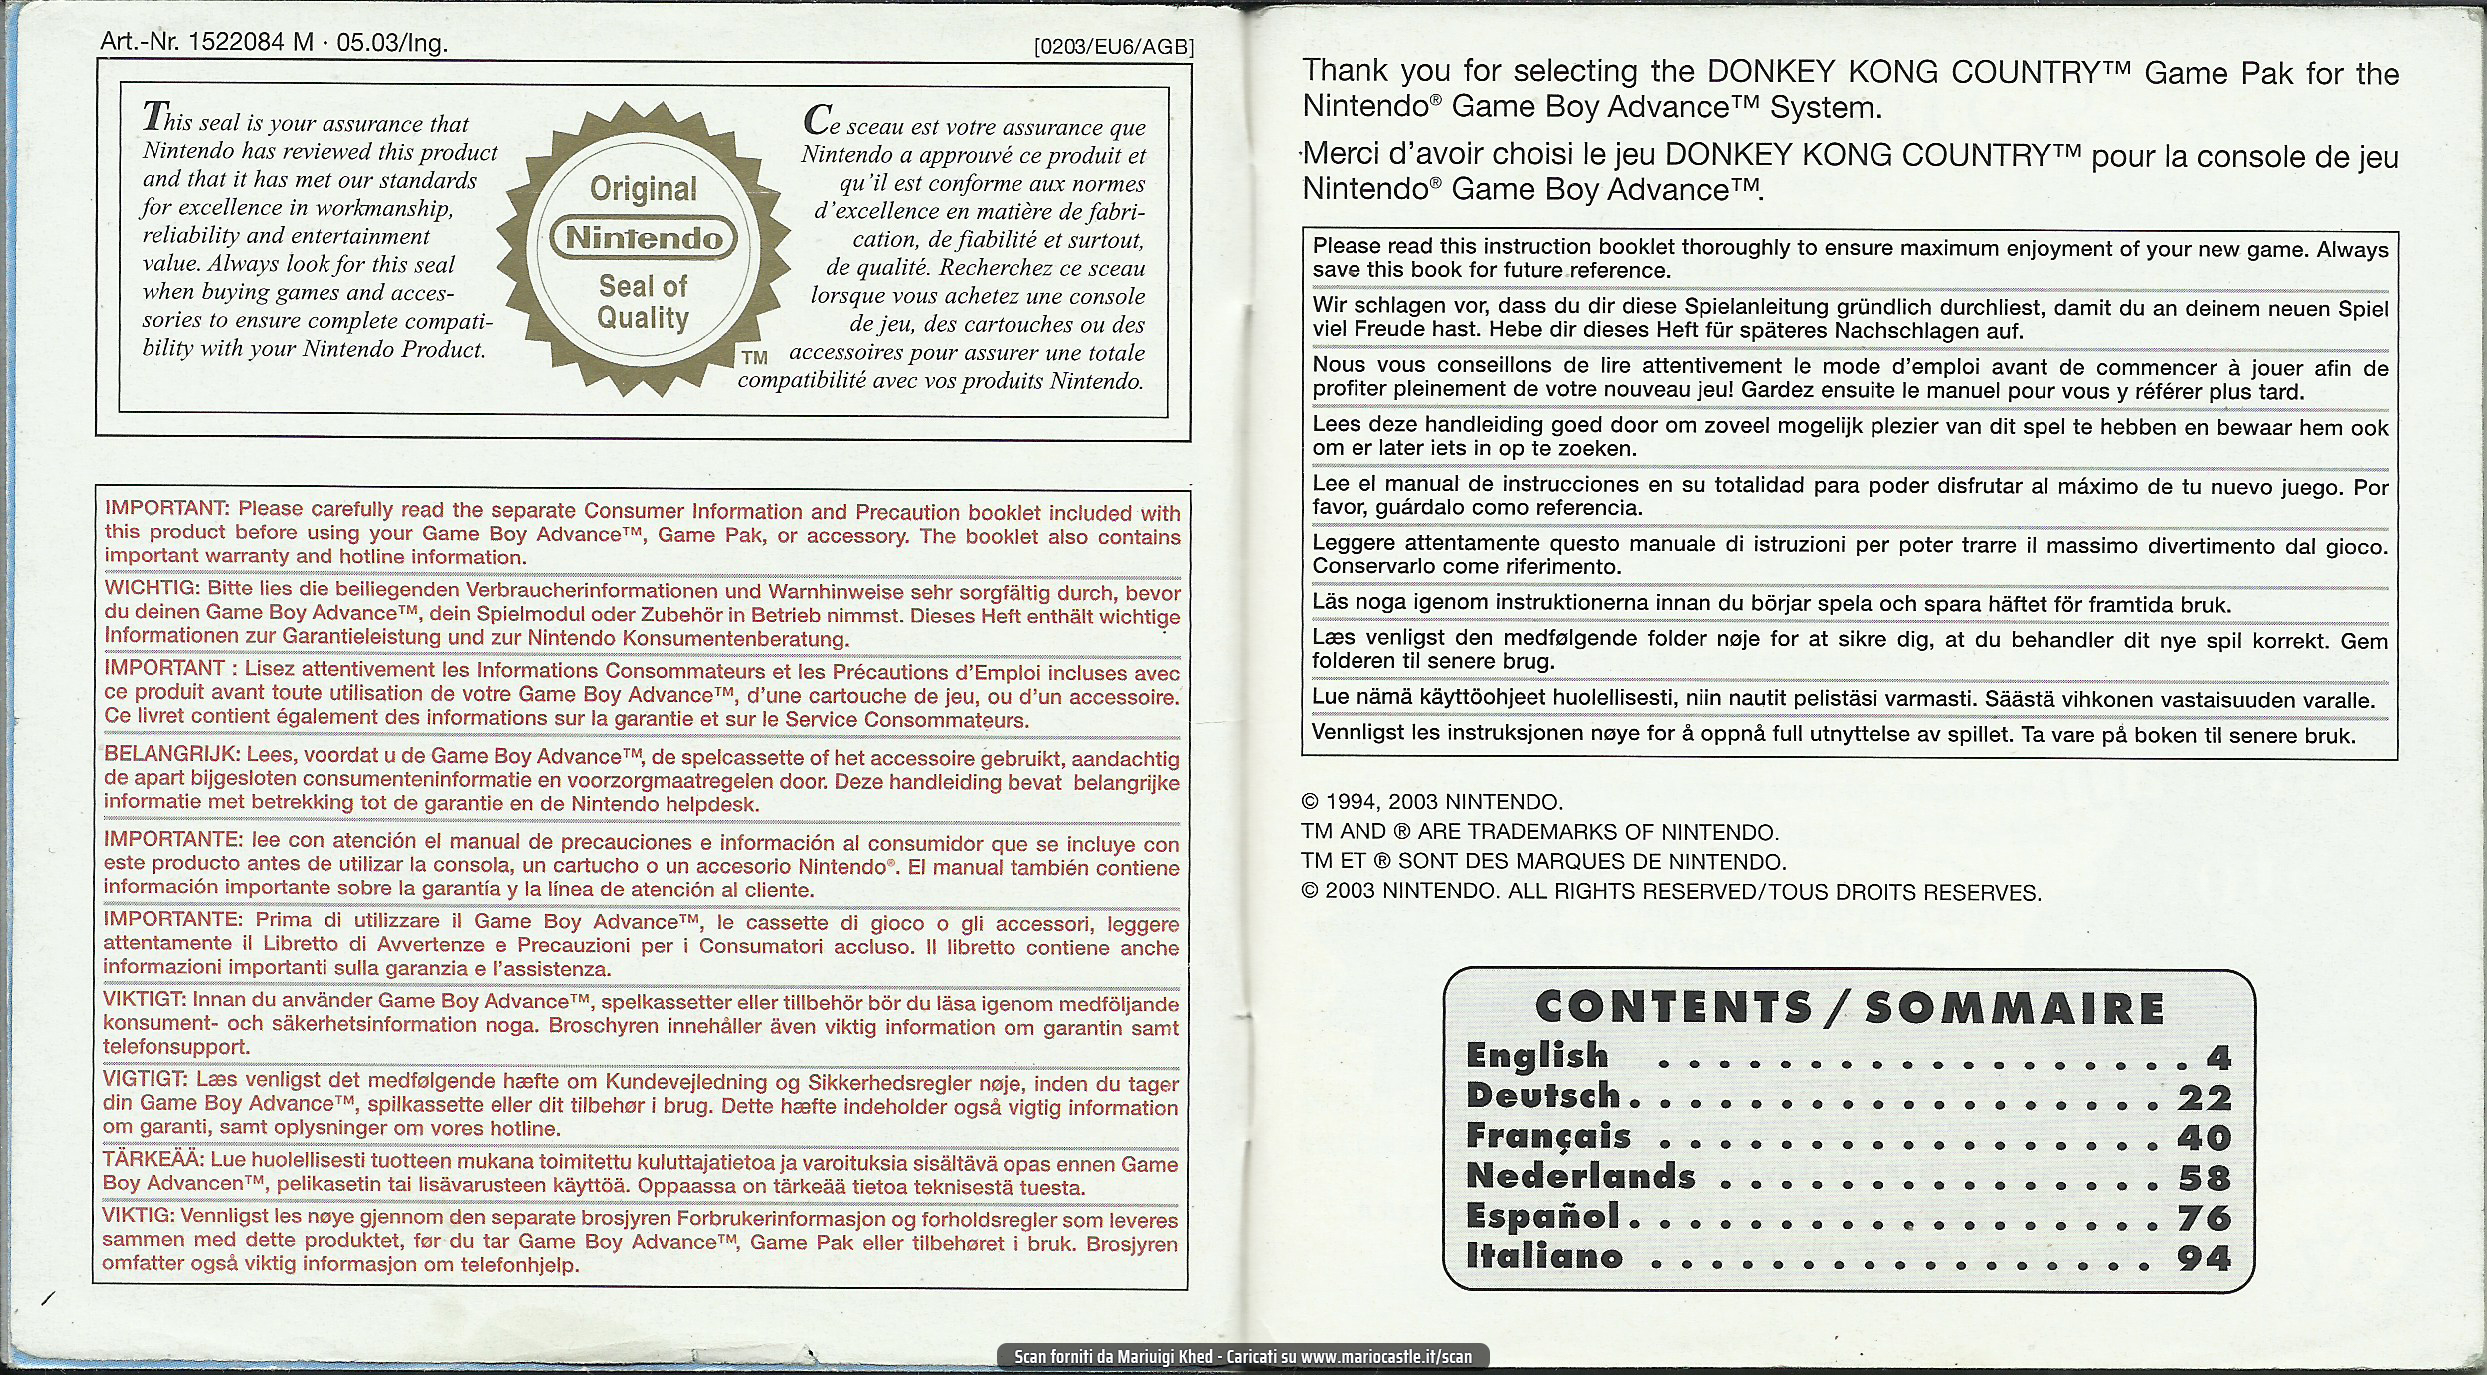 Art.-Nr. 1522084 M · 05.03/Ing.
[0203/EU6/AGB]
This seal is your assurance that
Nintendo has reviewed this product
and that it has met our standards
for excellence in workmanship,
reliability and entertainment
value. Always look for this seal
when buying games and acces-
sories to ensure complete compati-
bility with your Nintendo Product.
Original
Nintendo
Seal of
Quality
TM
Ce sceau est votre assurance que
Nintendo a approuvé ce produit et
qu'il est conforme aux normes
d'excellence en matière de fabri-
cation, de fiabilité et surtout,
de qualité. Recherchez ce sceau
lorsque vous achetez une console
de jeu, des cartouches ou des
accessoires pour assurer une totale
compatibilité avec vos produits Nintendo.
IMPORTANT: Please carefully read the separate Consumer Information and Precaution booklet included with
this product before using your Game Boy Advance™, Game Pak, or accessory. The booklet also contains
important warranty and hotline information.
WICHTIG: Bitte lies die beiliegenden Verbraucherinformationen und Warnhinweise sehr sorgfältig durch, bevor
du deinen Game Boy Advance™, dein Spielmodul oder Zubehör in Betrieb nimmst. Dieses Heft enthält wichtige
Informationen zur Garantieleistung und zur Nintendo Konsumentenberatung.
IMPORTANT : Lisez attentivement les Informations Consommateurs et les Précautions d'Emploi incluses avec
ce produit avant toute utilisation de votre Game Boy Advance™, d'une cartouche de jeu, ou d'un accessoire.
Ce livret contient également des informations sur la garantie et sur le Service Consommateurs.
BELANGRIJK: Lees, voordat u de Game Boy Advance™, de spelcassette of het accessoire gebruikt, aandachtig
de apart bijgesloten consumenteninformatie en voorzorgmaatregelen door. Deze handleiding bevat belangrijke
informatie met betrekking tot de garantie en de Nintendo helpdesk.
IMPORTANTE: lee con atención el manual de precauciones e información al consumidor que se incluye con
este producto antes de utilizar la consola, un cartucho o un accesorio Nintendo®. El manual también contiene
información importante sobre la garantía y la línea de atención al cliente.
IMPORTANTE: Prima di utilizzare il Game Boy Advance™, le cassette di gioco o gli accessori, leggere
attentamente il Libretto di Avvertenze e Precauzioni per i Consumatori accluso. Il libretto contiene anche
informazioni importanti sulla garanzia e l'assistenza.
VIKTIGT: Innan du använder Game Boy Advance™, spelkassetter eller tillbehör bör du läsa igenom medföljande
konsument- och säkerhetsinformation noga. Broschyren innehåller även viktig information om garantin samt
telefonsupport.
VIGTIGT: Læs venligst det medfølgende hæfte om Kundevejledning og Sikkerhedsregler nøje, inden du tager
din Game Boy Advance™, spilkassette eller dit tilbehør i brug. Dette hæfte indeholder også vigtig information
om garanti, samt oplysninger om vores hotline.
TÄRKEÄÄ: Lue huolellisesti tuotteen mukana toimitettu kuluttajatietoa ja varoituksia sisältävä opas ennen Game
Boy Advancen™, pelikasetin tai lisävarusteen käyttöä. Oppaassa on tärkeää tietoa teknisestä tuesta.
VIKTIG: Vennligst les nøye gjennom den separate brosjyren Forbrukerinformasjon og forholdsregler som leveres
sammen med dette produktet, før du tar Game Boy Advance™, Game Pak eller tilbehøret i bruk. Brosjyren
omfatter også viktig informasjon om telefonhjelp.
Thank you for selecting the DONKEY KONG COUNTRY™ Game Pak for the
Nintendo® Game Boy Advance™ System.
Merci d'avoir choisi le jeu DONKEY KONG COUNTRY™ pour la console de jeu
Nintendo® Game Boy Advance™.
Please read this instruction booklet thoroughly to ensure maximum enjoyment of your new game. Always
save this book for future reference.
Wir schlagen vor, dass du dir diese Spielanleitung gründlich durchliest, damit du an deinem neuen Spiel
viel Freude hast. Hebe dir dieses Heft für späteres Nachschlagen auf.
Nous vous conseillons de lire attentivement le mode d'emploi avant de commencer à jouer afin de
profiter pleinement de votre nouveau jeu! Gardez ensuite le manuel pour vous y référer plus tard.
Lees deze handleiding goed door om zoveel mogelijk plezier van dit spel te hebben en bewaar hem ook
om er later iets in op te zoeken.
Lee el manual de instrucciones en su totalidad para poder disfrutar al máximo de tu nuevo juego. Por
favor, guárdalo como referencia.
Leggere attentamente questo manuale di istruzioni per poter trarre il massimo divertimento dal gioco.
Conservarlo come riferimento.
Läs noga igenom instruktionerna innan du börjar spela och spara häftet för framtida bruk.
Læs venligst den medfølgende folder nøje for at sikre dig, at du behandler dit nye spil korrekt. Gem
folderen til senere brug.
Lue nämä käyttöohjeet huolellisesti, niin nautit pelistäsi varmasti. Säästä vihkonen vastaisuuden varalle.
Vennligst les instruksjonen nøye for å oppnå full utnyttelse av spillet. Ta vare på boken til senere bruk.
© 1994, 2003 NINTENDO.
TM AND ® ARE TRADEMARKS OF NINTENDO.
TM ET ® SONT DES MARQUES DE NINTENDO.
© 2003 NINTENDO. ALL RIGHTS RESERVED/TOUS DROITS RESERVES.
CONTENTS / SOMMAIRE
English . . . . . . . . . . . . . . . . . . 4
Deutsch . . . . . . . . . . . . . . . . . . 22
Français . . . . . . . . . . . . . . . . . 40
Nederlands . . . . . . . . . . . . . . . 58
Español . . . . . . . . . . . . . . . . . . 76
Italiano . . . . . . . . . . . . . . . . . 94
Scan forniti da Mariuigi Khed - Caricati su www.mariocastle.it/scan